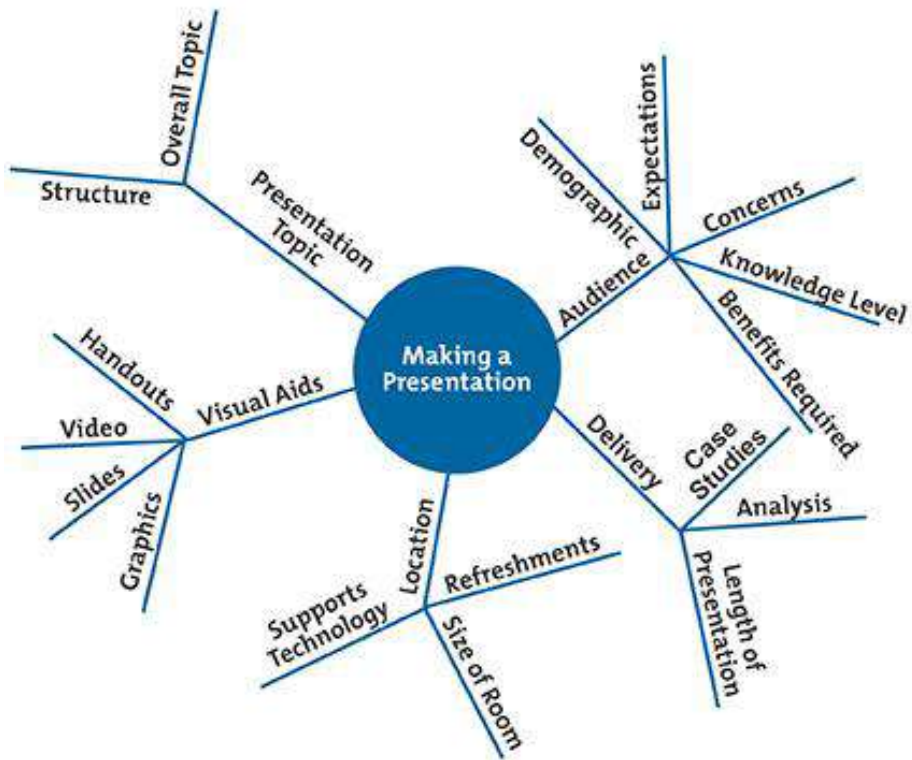 Making a
Presentation
Presentation
Topic
Overall Topic
Structure
Audience
Demographic
Expectations
Concerns
Knowledge Level
Benefits Required
Delivery
Case
Studies
Analysis
Length of
Presentation
Location
Refreshments
Size of Room
Supports
Technology
Visual Aids
Handouts
Video
Slides
Graphics